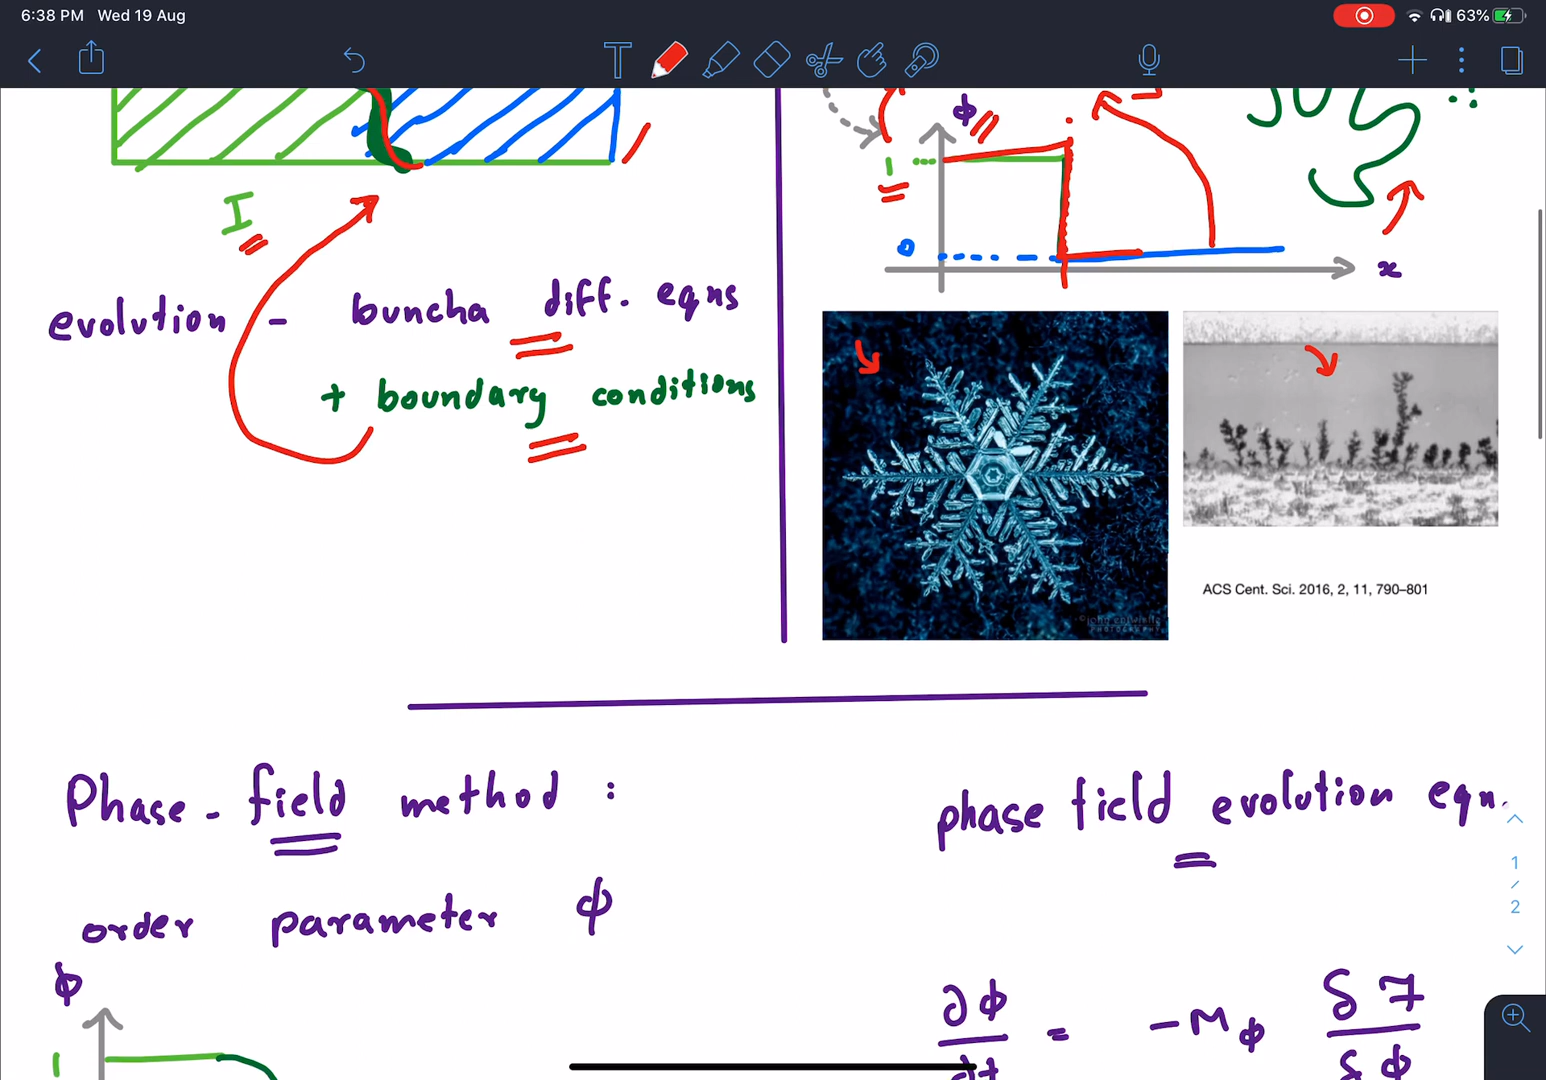 6:38 PM Wed 19 Aug
63%
I
evolution - buncha diff. eqns
+ boundary conditions
ϕ
1
0
x
ACS Cent. Sci. 2016, 2, 11, 790–801
Phase-field method :
order parameter ϕ
ϕ
1
phase field evolution eqn.
∂ϕ/∂t = -Mϕ δF/δϕ
1
/
2